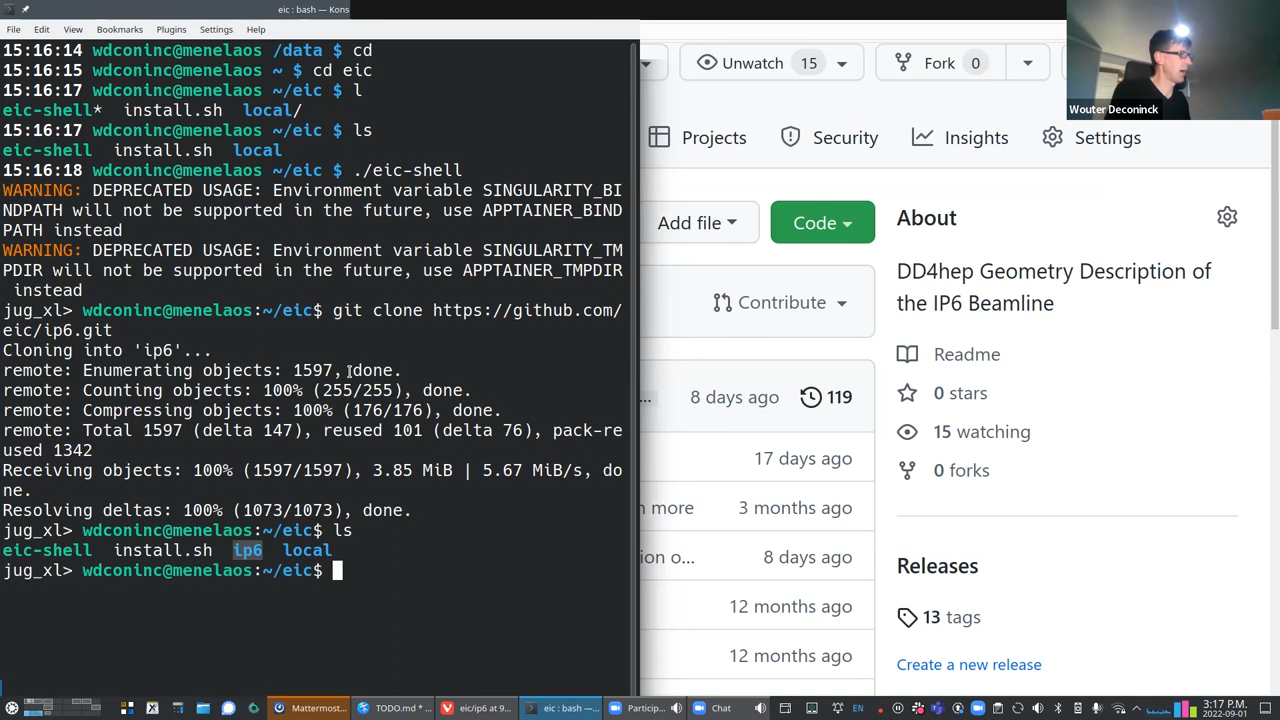 eic : bash — Kons
File Edit View Bookmarks Plugins Settings Help
15:16:14 wdconinc@menelaos /data $ cd
15:16:15 wdconinc@menelaos ~ $ cd eic
15:16:17 wdconinc@menelaos ~/eic $ l
eic-shell* install.sh local/
15:16:17 wdconinc@menelaos ~/eic $ ls
eic-shell install.sh local
15:16:18 wdconinc@menelaos ~/eic $ ./eic-shell
WARNING: DEPRECATED USAGE: Environment variable SINGULARITY_BI
NDPATH will not be supported in the future, use APPTAINER_BIND
PATH instead
WARNING: DEPRECATED USAGE: Environment variable SINGULARITY_TM
PDIR will not be supported in the future, use APPTAINER_TMPDIR
instead
jug_xl> wdconinc@menelaos:~/eic$ git clone https://github.com/
eic/ip6.git
Cloning into 'ip6'...
remote: Enumerating objects: 1597, done.
remote: Counting objects: 100% (255/255), done.
remote: Compressing objects: 100% (176/176), done.
remote: Total 1597 (delta 147), reused 101 (delta 76), pack-re
used 1342
Receiving objects: 100% (1597/1597), 3.85 MiB | 5.67 MiB/s, do
ne.
Resolving deltas: 100% (1073/1073), done.
jug_xl> wdconinc@menelaos:~/eic$ ls
eic-shell install.sh ip6 local
jug_xl> wdconinc@menelaos:~/eic$
Unwatch 15 Fork 0
Projects Security Insights Settings
Add file Code
Contribute
... 8 days ago 119
17 days ago
more 3 months ago
8 days ago
12 months ago
12 months ago
About
DD4hep Geometry Description of
the IP6 Beamline
Readme
0 stars
15 watching
0 forks
Releases
13 tags
Create a new release
Wouter Deconinck
Mattermost... TODO.md * ... eic/ip6 at 9... eic : bash —... Particip... Chat EN 3:17 P.M.
2022-09-01